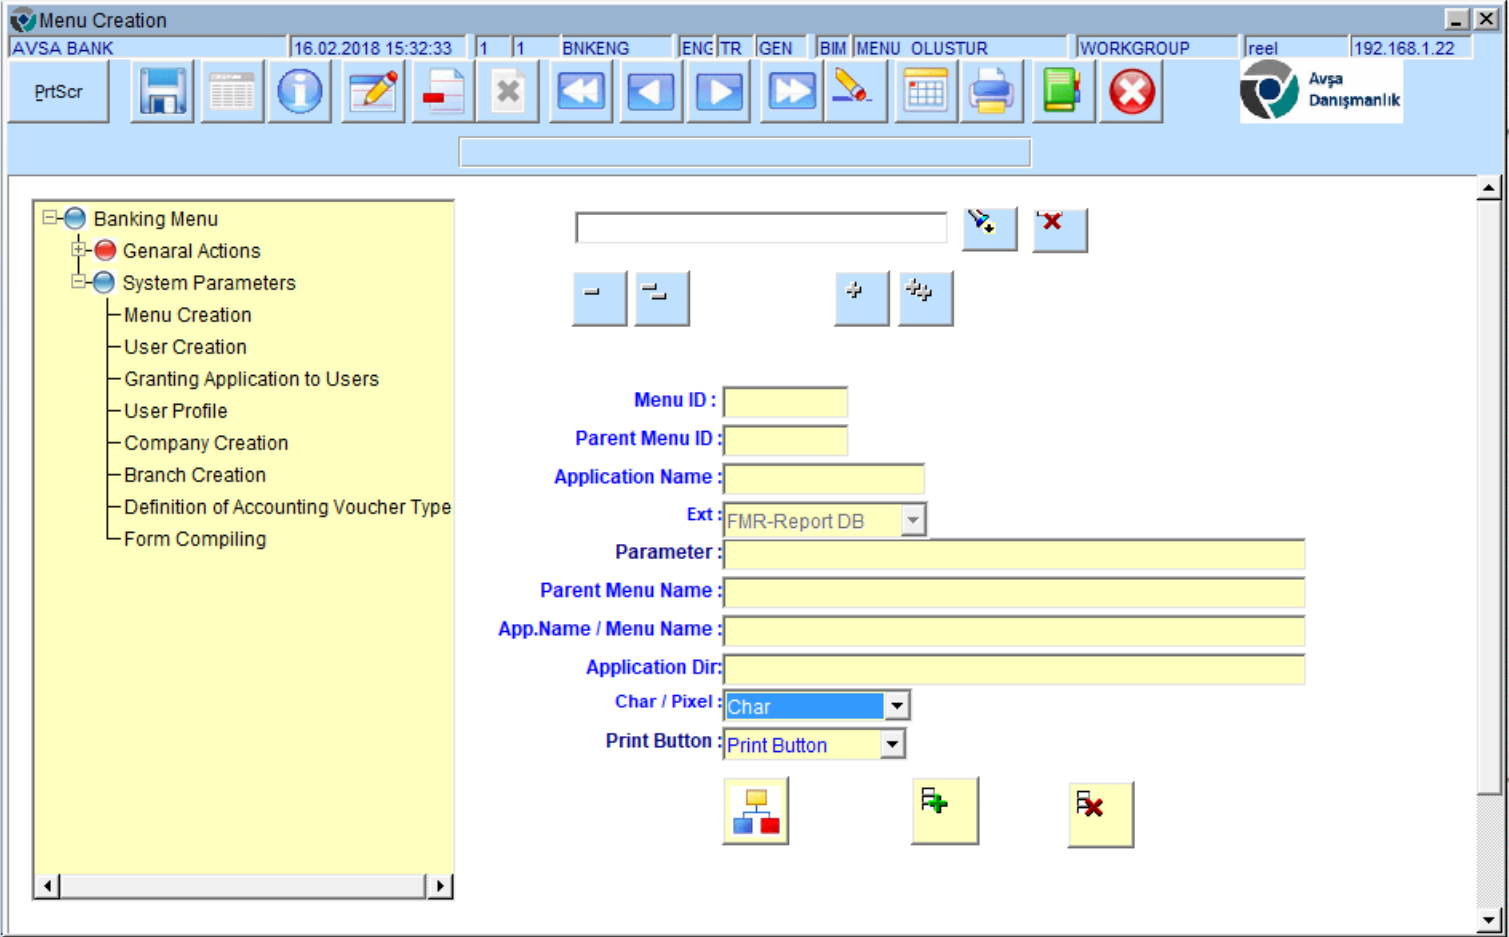 Menu Creation
AVSA BANK 16.02.2018 15:32:33 1 1 BNKENG ENG TR GEN BIM MENU OLUSTUR WORKGROUP reel 192.168.1.22
PrtScr
Avşa
Danışmanlık
Banking Menu
Genaral Actions
System Parameters
Menu Creation
User Creation
Granting Application to Users
User Profile
Company Creation
Branch Creation
Definition of Accounting Voucher Type
Form Compiling
Menu ID :
Parent Menu ID :
Application Name :
Ext : FMR-Report DB
Parameter :
Parent Menu Name :
App.Name / Menu Name :
Application Dir:
Char / Pixel : Char
Print Button : Print Button